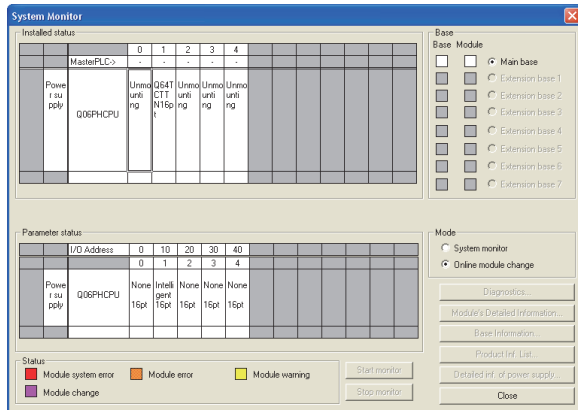 System Monitor
Installed status
0 1 2 3 4
MasterPLC-> - - - - -
Powe
r su
pply
Q06PHCPU
Unmo
unti
ng
Q64T
CTT
N16p
t
Unmo
unti
ng
Unmo
unti
ng
Unmo
unti
ng
Base
Base Module
Main base
Extension base 1
Extension base 2
Extension base 3
Extension base 4
Extension base 5
Extension base 6
Extension base 7
Parameter status
I/O Address 0 10 20 30 40
0 1 2 3 4
Powe
r su
pply
Q06PHCPU
None
16pt
Intelli
gent
16pt
None
16pt
None
16pt
None
16pt
Mode
System monitor
Online module change
Diagnostics...
Module's Detailed Information...
Base Information...
Product Inf. List...
Detailed inf. of power supply...
Close
Status
Module system error
Module error
Module warning
Module change
Start monitor
Stop monitor